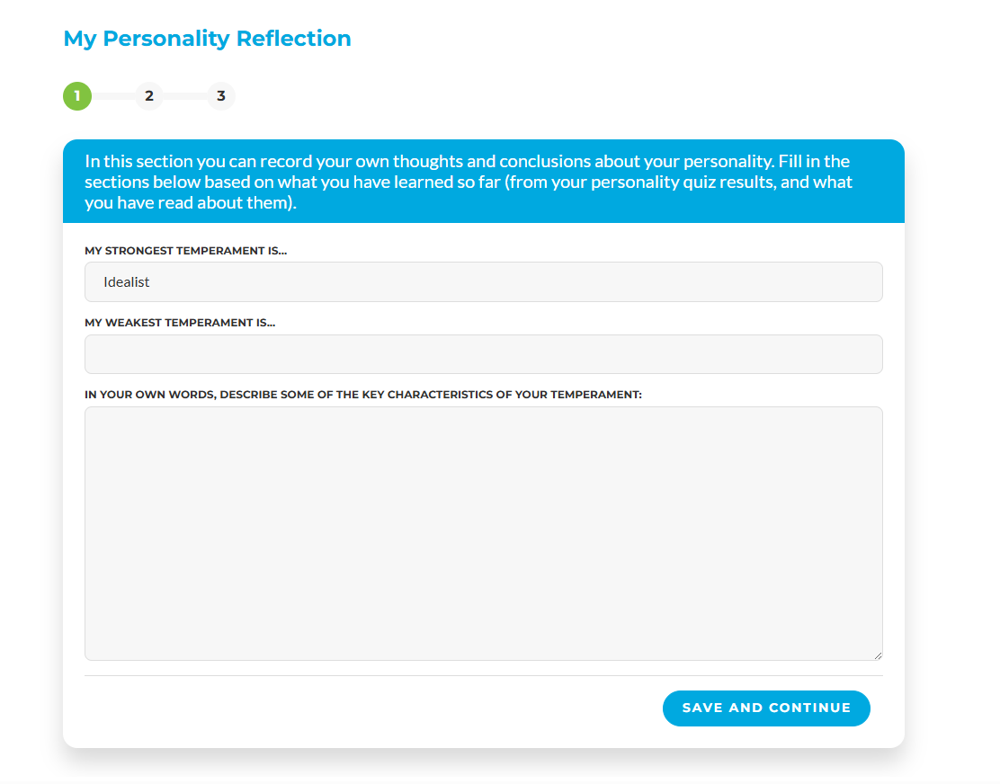 My Personality Reflection
1 2 3
In this section you can record your own thoughts and conclusions about your personality. Fill in the
sections below based on what you have learned so far (from your personality quiz results, and what
you have read about them).
MY STRONGEST TEMPERAMENT IS...
Idealist
MY WEAKEST TEMPERAMENT IS...
IN YOUR OWN WORDS, DESCRIBE SOME OF THE KEY CHARACTERISTICS OF YOUR TEMPERAMENT:
SAVE AND CONTINUE